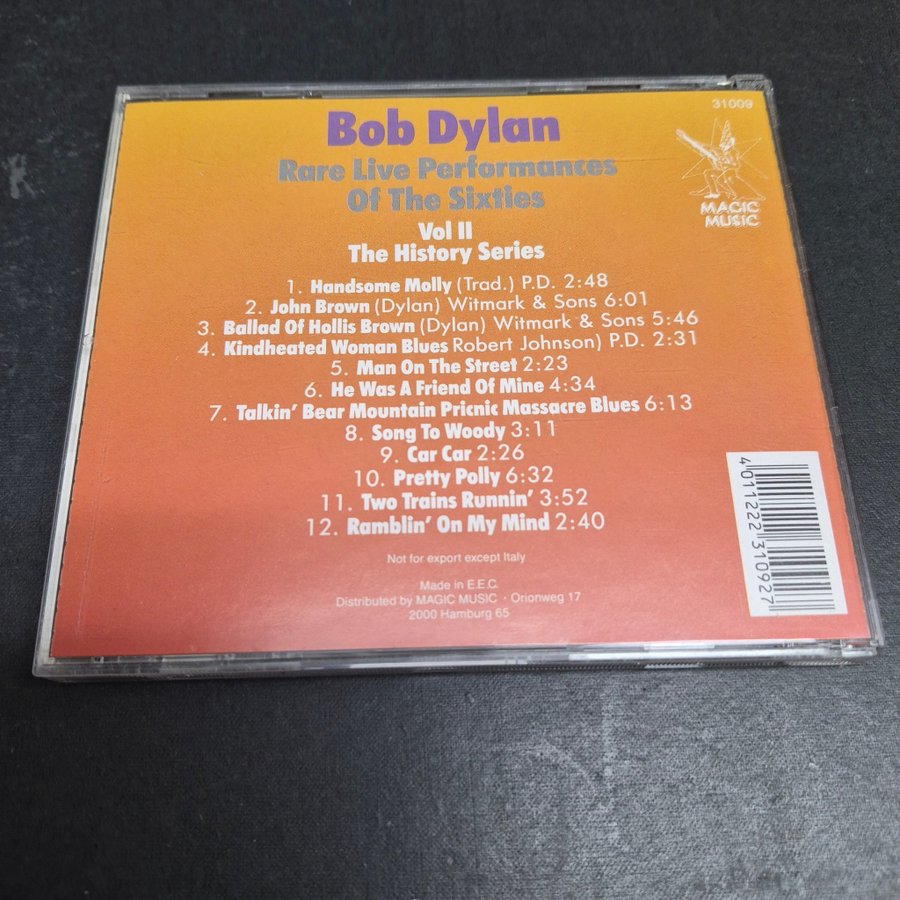 31009
Bob Dylan
Rare Live Performances
Of The Sixties
MAGIC
MUSIC
Vol II
The History Series
1. Handsome Molly (Trad.) P.D. 2:48
2. John Brown (Dylan) Witmark & Sons 6:01
3. Ballad Of Hollis Brown (Dylan) Witmark & Sons 5:46
4. Kindheated Woman Blues Robert Johnson) P.D. 2:31
5. Man On The Street 2:23
6. He Was A Friend Of Mine 4:34
7. Talkin' Bear Mountain Pricnic Massacre Blues 6:13
8. Song To Woody 3:11
9. Car Car 2:26
10. Pretty Polly 6:32
11. Two Trains Runnin' 3:52
12. Ramblin' On My Mind 2:40
Not for export except Italy
Made in E.E.C.
Distributed by MAGIC MUSIC · Orionweg 17
2000 Hamburg 65
4 011222 310927